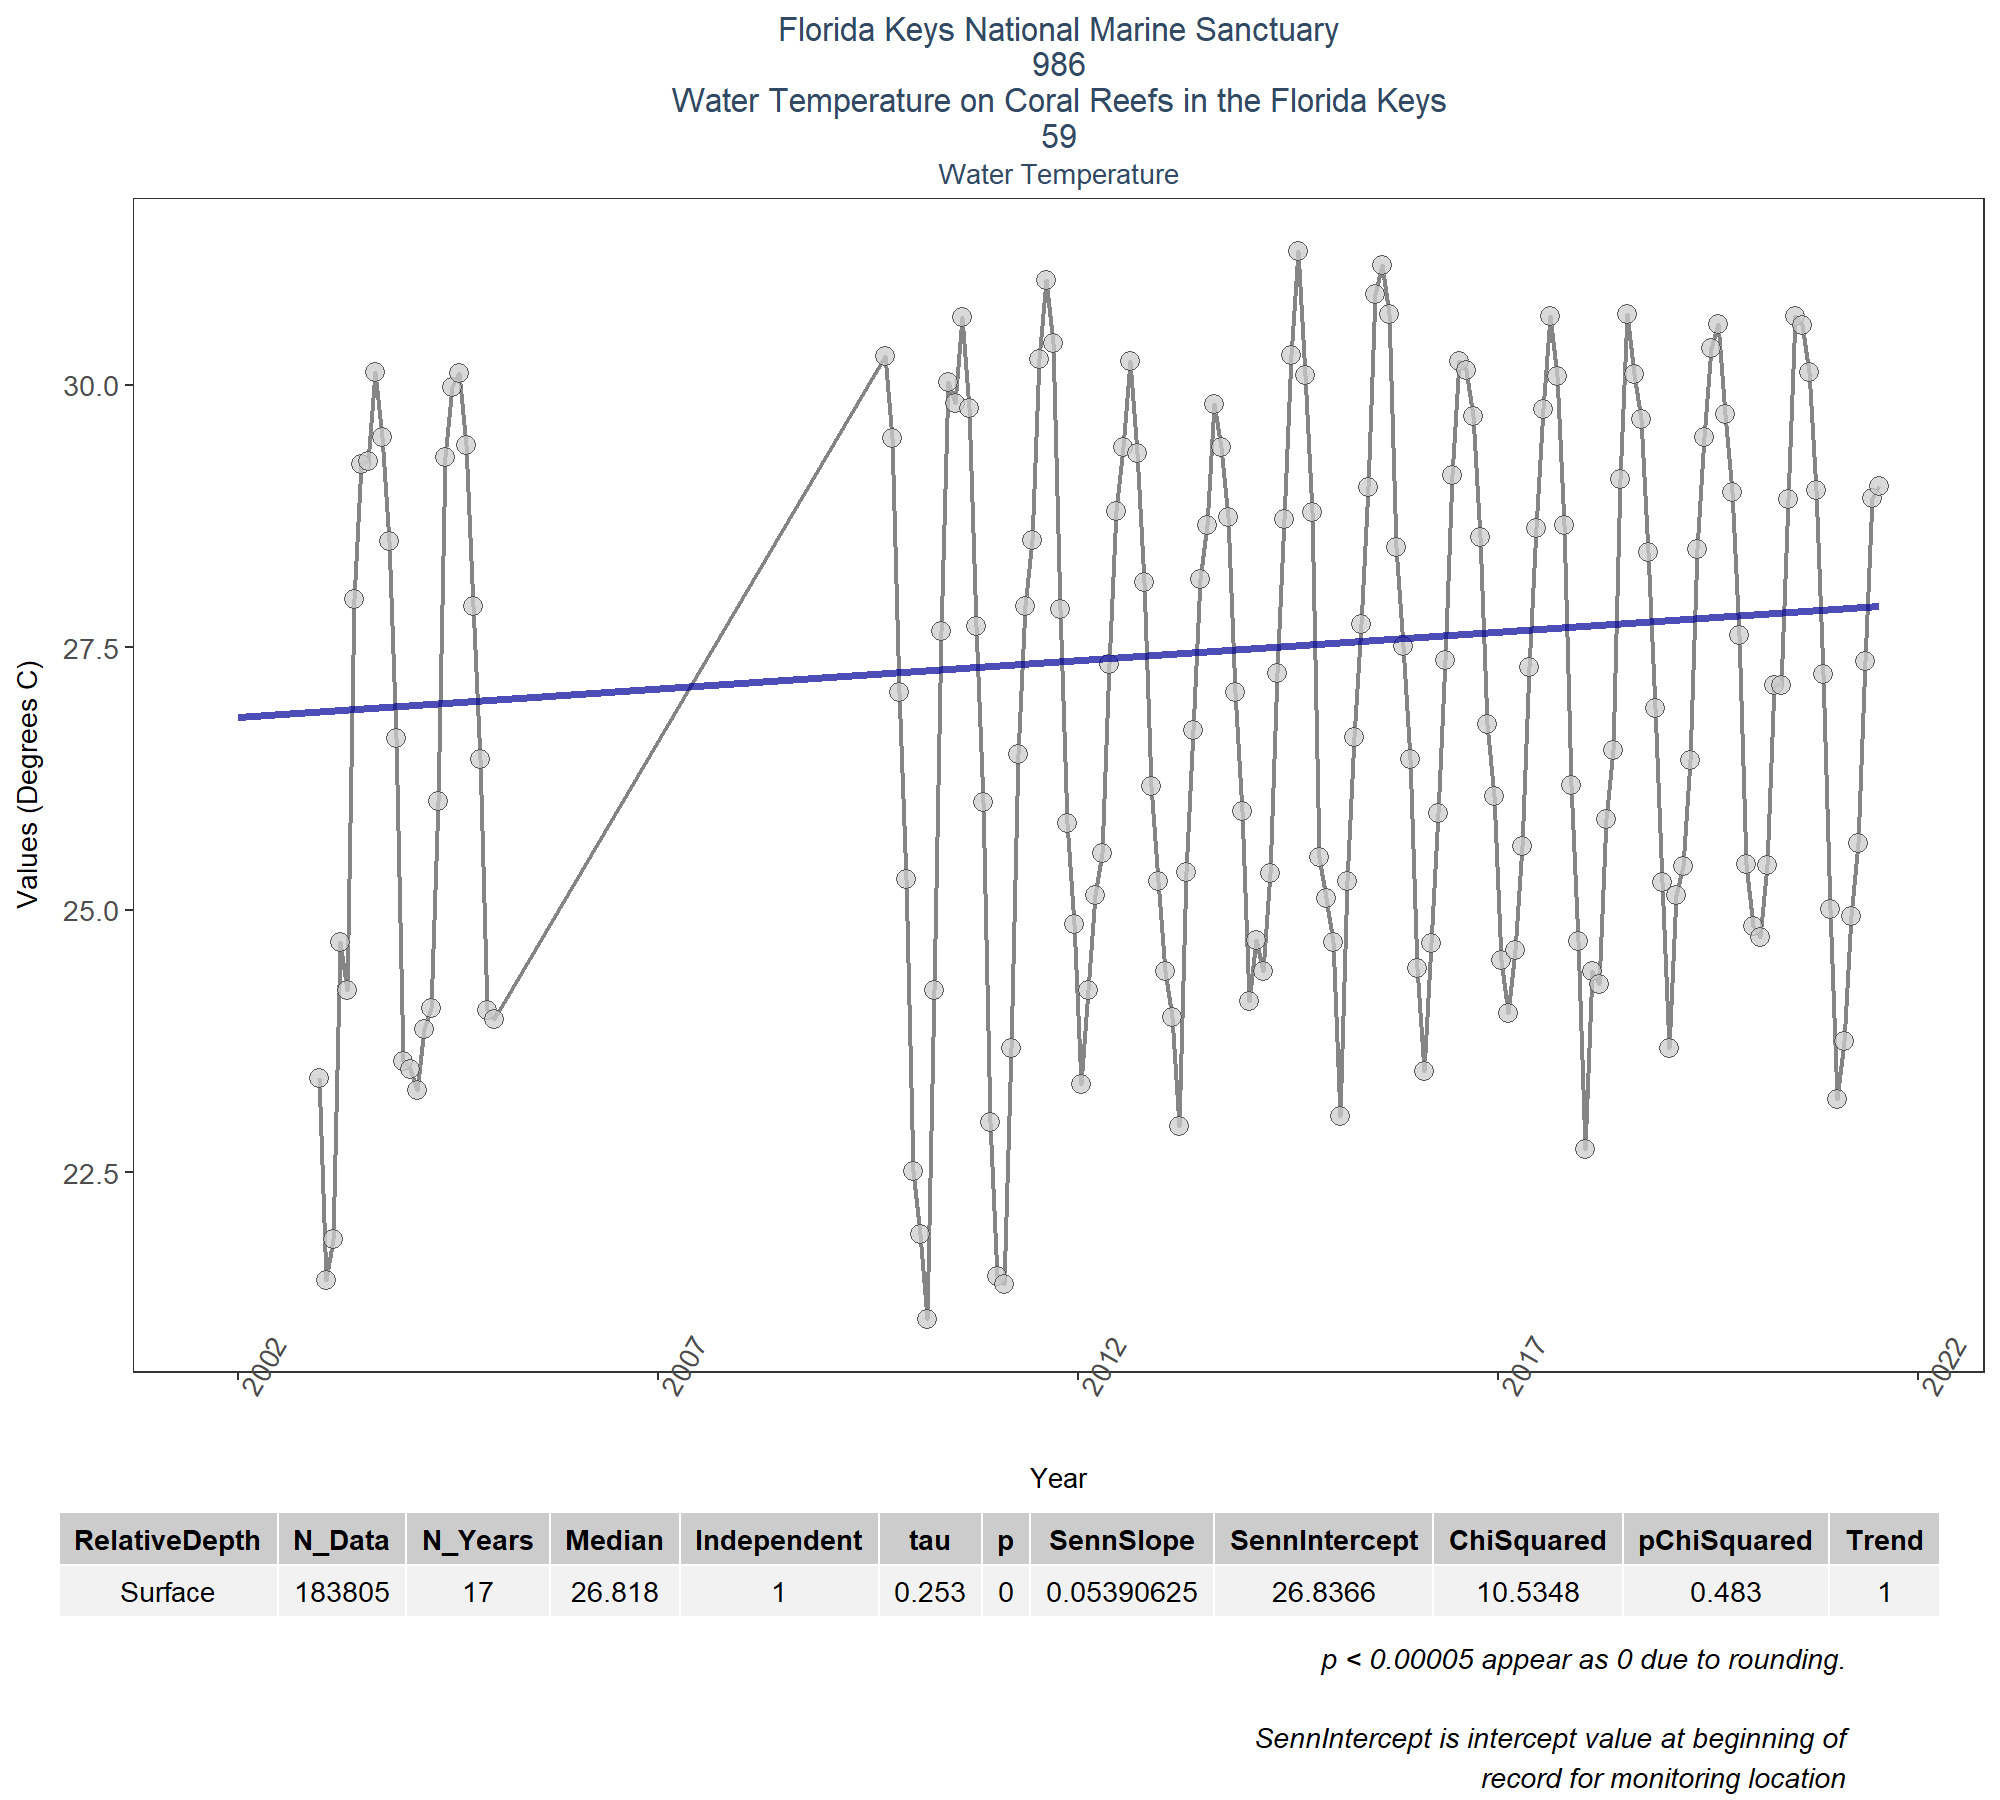 Florida Keys National Marine Sanctuary
986
Water Temperature on Coral Reefs in the Florida Keys
59
Water Temperature
Values (Degrees C)
30.0
27.5
25.0
22.5
2002
2007
2012
2017
2022
Year
RelativeDepth N_Data N_Years Median Independent tau p SennSlope SennIntercept ChiSquared pChiSquared Trend
Surface 183805 17 26.818 1 0.253 0 0.05390625 26.8366 10.5348 0.483 1
p < 0.00005 appear as 0 due to rounding.
SennIntercept is intercept value at beginning of
record for monitoring location